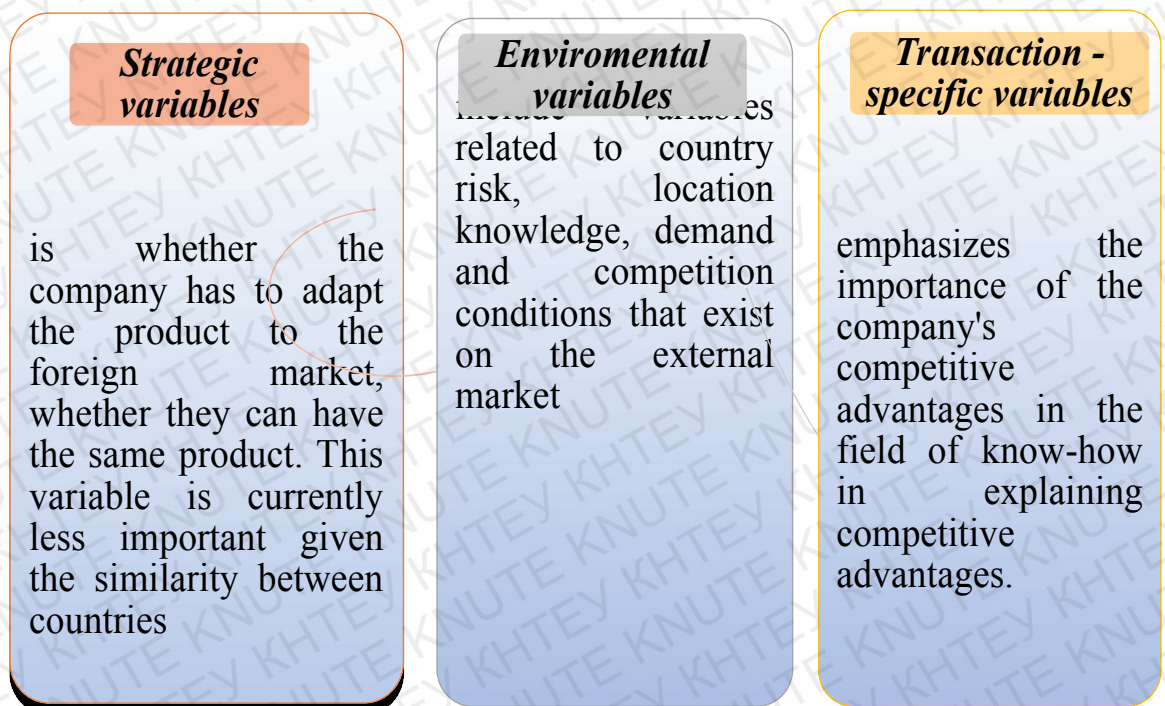 Strategic
variables
is whether the
company has to adapt
the product to the
foreign market,
whether they can have
the same product. This
variable is currently
less important given
the similarity between
countries
Enviromental
variables
include variables
related to country
risk, location
knowledge, demand
and competition
conditions that exist
on the external
market
Transaction -
specific variables
emphasizes the
importance of the
company's
competitive
advantages in the
field of know-how
in explaining
competitive
advantages.